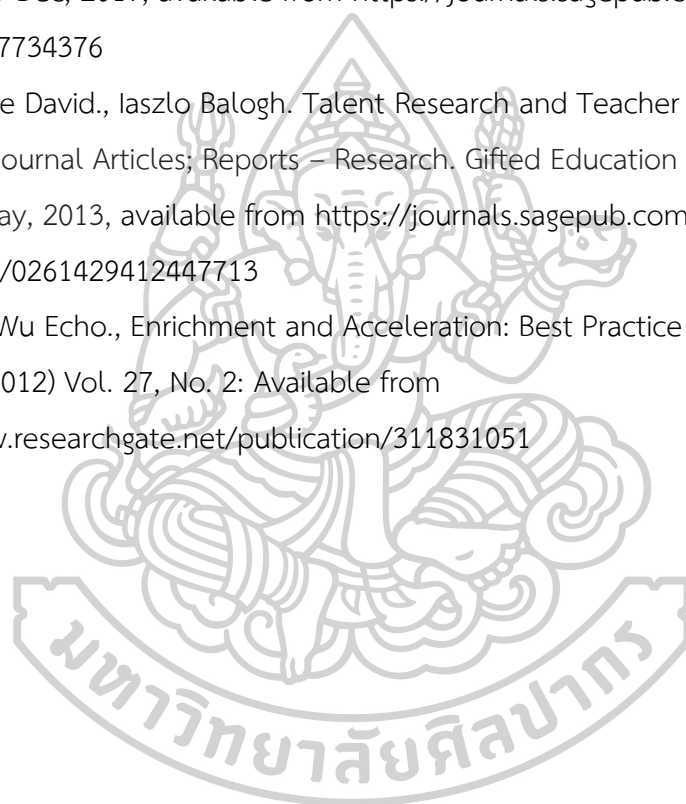 Dec, 2017, available from https://journals.sagepub.c
7734376
e David., Iaszlo Balogh. Talent Research and Teacher
ournal Articles; Reports – Research. Gifted Education
ay, 2013, available from https://journals.sagepub.com
/0261429412447713
Wu Echo., Enrichment and Acceleration: Best Practice
012) Vol. 27, No. 2: Available from
.researchgate.net/publication/311831051
มหาวิทยาลัยศิลปากร